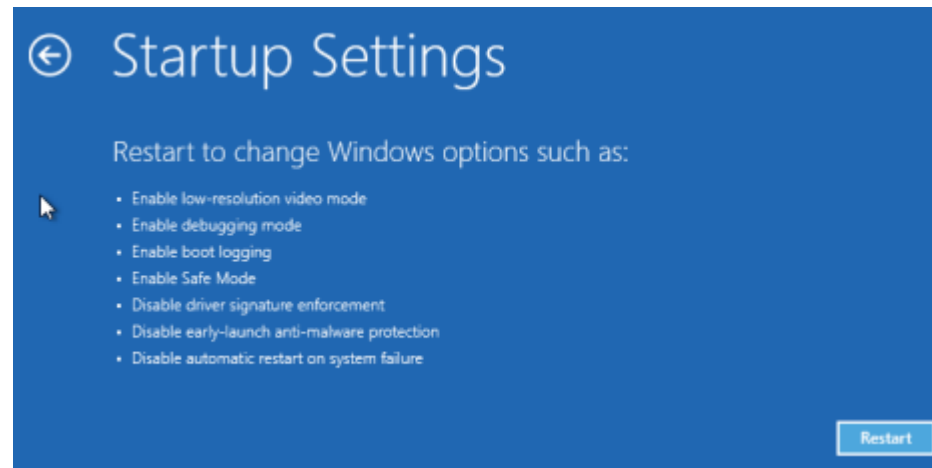 Startup Settings
Restart to change Windows options such as:
• Enable low-resolution video mode
• Enable debugging mode
• Enable boot logging
• Enable Safe Mode
• Disable driver signature enforcement
• Disable early-launch anti-malware protection
• Disable automatic restart on system failure
Restart